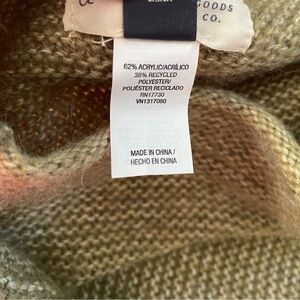 GOODS
CO.
62% ACRYLIC/ACRÍLICO
38% RECYCLED
POLYESTER/
POLIÉSTER RECICLADO
RN17730
VN1317080
MADE IN CHINA /
HECHO EN CHINA